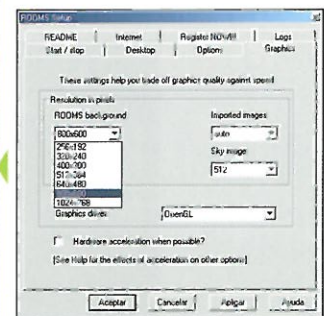 ROOMS Setup
README Internet Register NOW!!! Logs
Start / stop Desktop Options Graphics
These settings help you trade off graphics quality against speed
Resolution in pixels
ROOMS background Imported images
800x600 auto
256x192
320x240
400x300
512x384
640x480
1024x768
Sky image
512
Graphics driver OpenGL
Hardware acceleration when possible?
(See Help for the effects of acceleration on other options)
Aceptar Cancelar Aplicar Ayuda